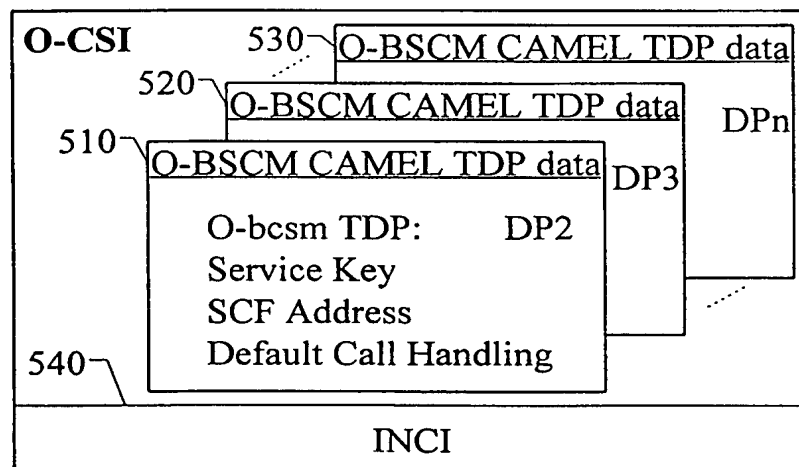 O-CSI
530 O-BSCM CAMEL TDP data
DPn
520 O-BSCM CAMEL TDP data
DP3
510 O-BSCM CAMEL TDP data
O-bcsm TDP: DP2
Service Key
SCF Address
Default Call Handling
540
INCI